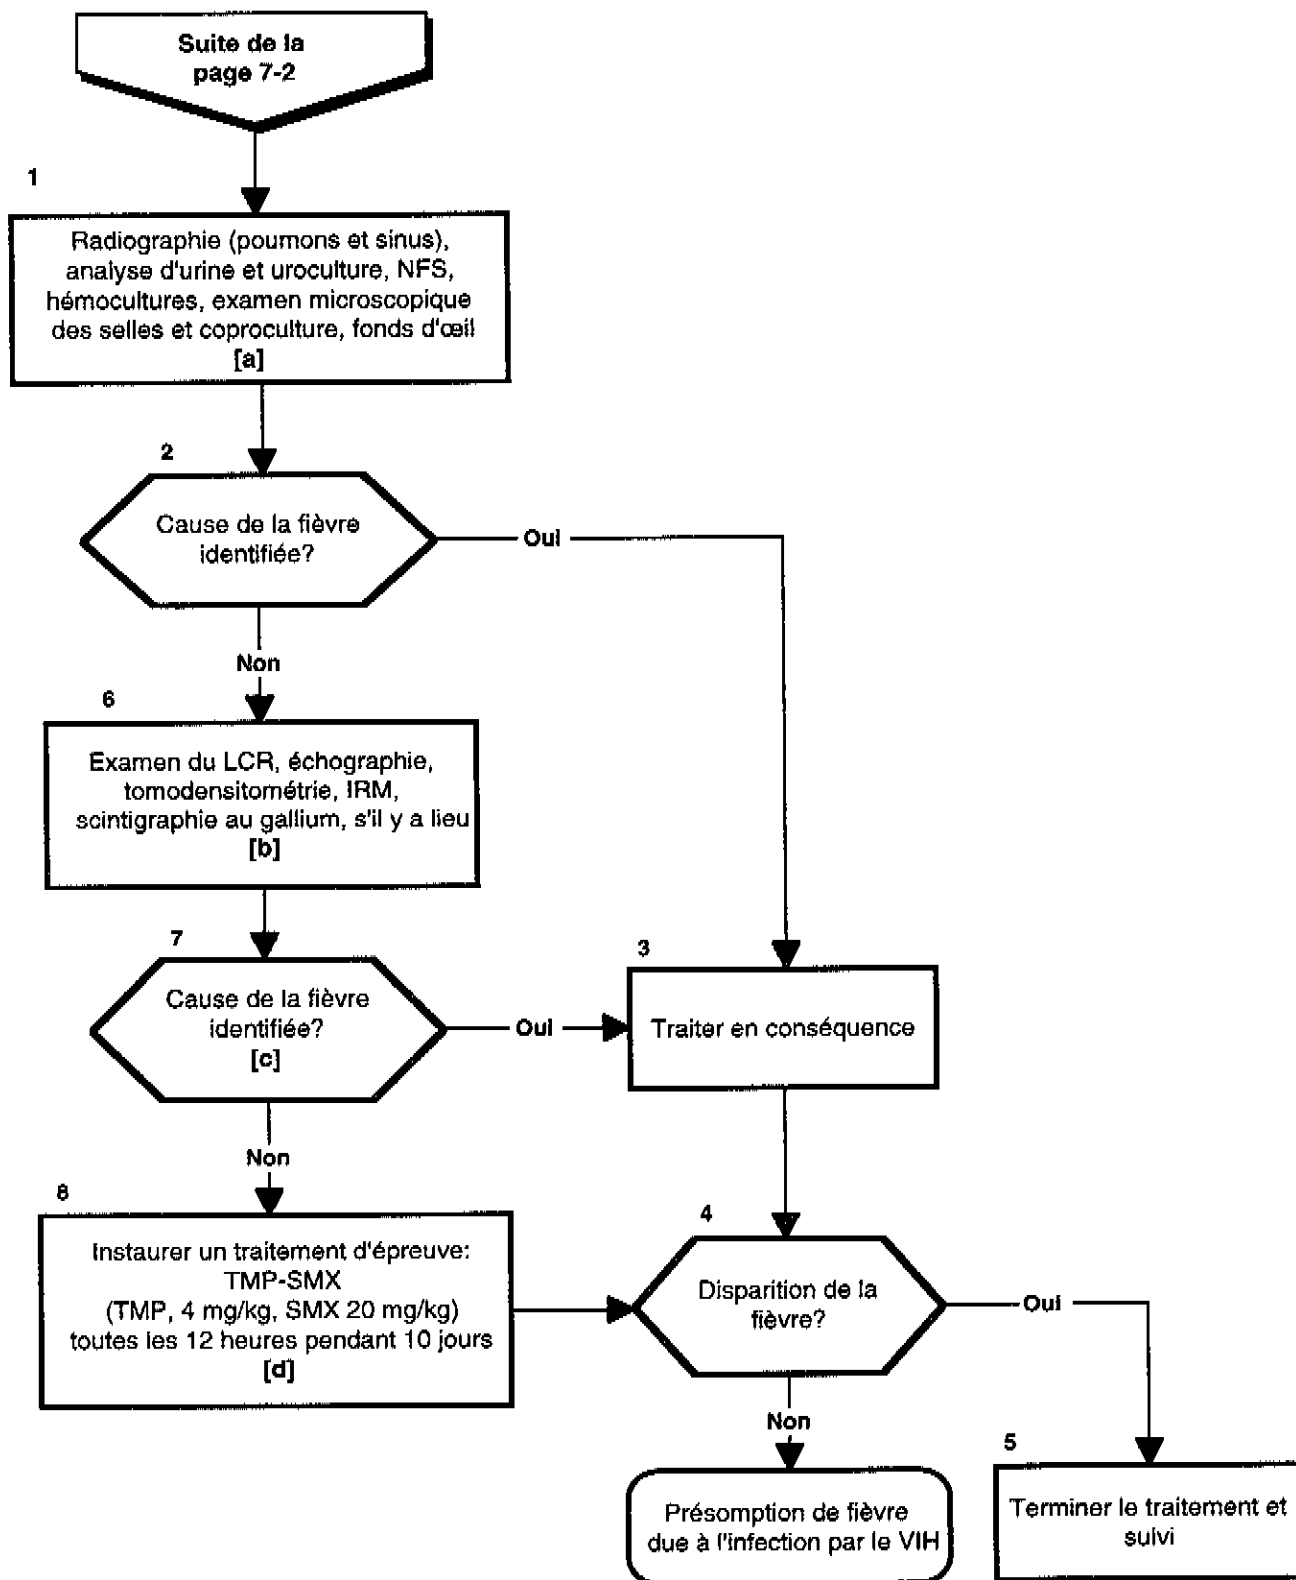 Suite de la
page 7-2
1
Radiographie (poumons et sinus),
analyse d'urine et uroculture, NFS,
hémocultures, examen microscopique
des selles et coproculture, fonds d'œil
[a]
2
Cause de la fièvre
identifiée?
Oui
Non
6
Examen du LCR, échographie,
tomodensitométrie, IRM,
scintigraphie au gallium, s'il y a lieu
[b]
7
Cause de la fièvre
identifiée?
[c]
Oui
3
Traiter en conséquence
Non
8
Instaurer un traitement d'épreuve:
TMP-SMX
(TMP, 4 mg/kg, SMX 20 mg/kg)
toutes les 12 heures pendant 10 jours
[d]
4
Disparition de la
fièvre?
Oui
Non
Présomption de fièvre
due à l'infection par le VIH
5
Terminer le traitement et
suivi